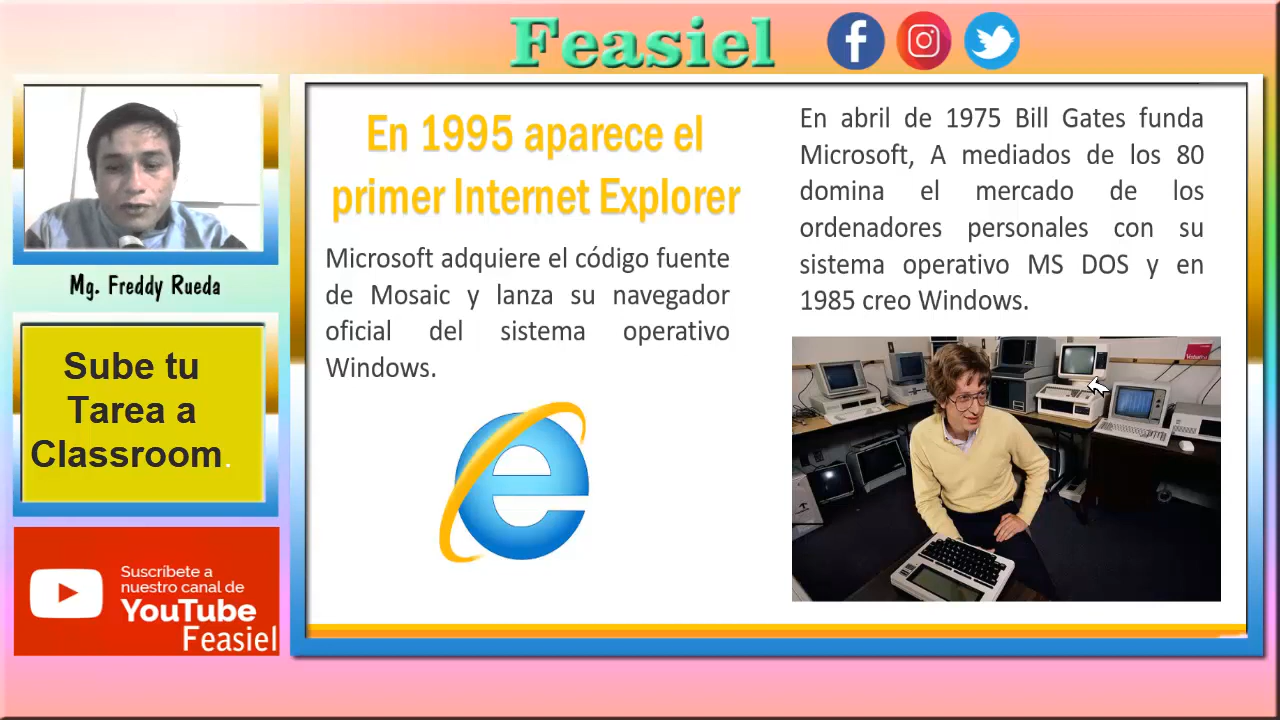 Feasiel
Mg. Freddy Rueda
Sube tu
Tarea a
Classroom.
Suscríbete a
nuestro canal de
YouTube
Feasiel
En 1995 aparece el
primer Internet Explorer
Microsoft adquiere el código fuente
de Mosaic y lanza su navegador
oficial del sistema operativo
Windows.
En abril de 1975 Bill Gates funda
Microsoft, A mediados de los 80
domina el mercado de los
ordenadores personales con su
sistema operativo MS DOS y en
1985 creo Windows.